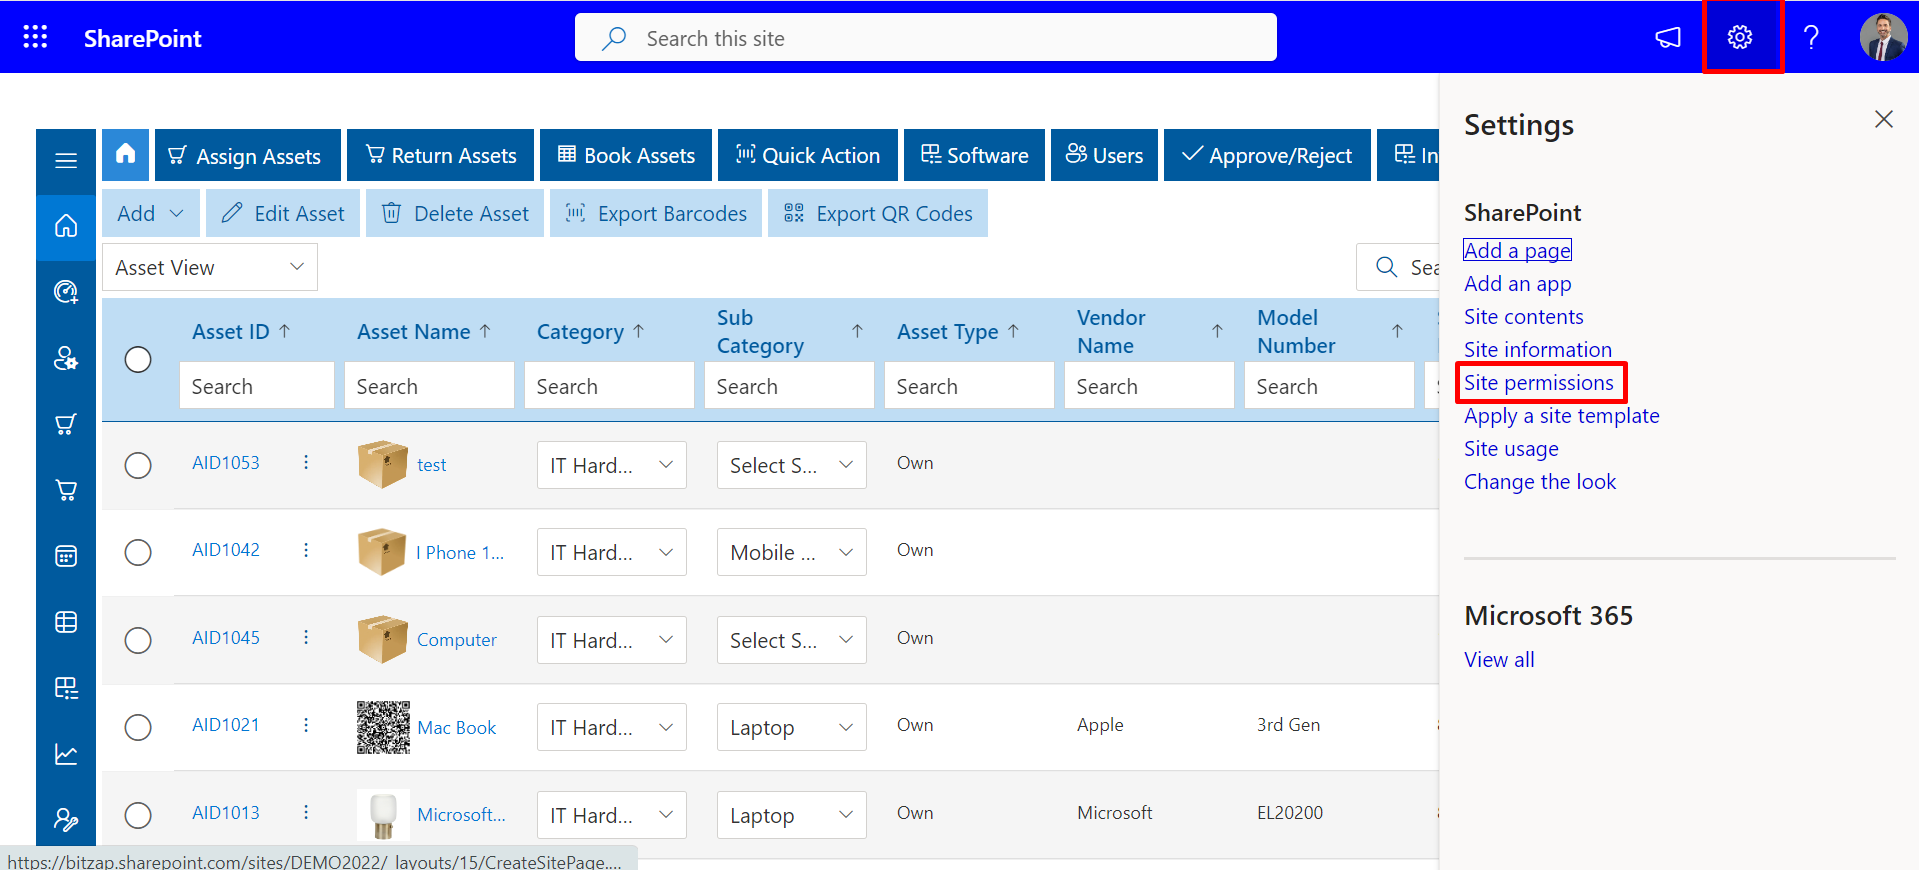 SharePoint
Search this site
Assign Assets
Return Assets
Book Assets
Quick Action
Software
Users
Approve/Reject
In
Add
Edit Asset
Delete Asset
Export Barcodes
Export QR Codes
Asset View
Sea
Asset ID
Asset Name
Category
Sub
Category
Asset Type
Vendor
Name
Model
Number
Search
Search
Search
Search
Search
Search
Search
AID1053
test
IT Hard...
Select S...
Own
AID1042
I Phone 1...
IT Hard...
Mobile ...
Own
AID1045
Computer
IT Hard...
Select S...
Own
AID1021
Mac Book
IT Hard...
Laptop
Own
Apple
3rd Gen
AID1013
Microsoft...
IT Hard...
Laptop
Own
Microsoft
EL20200
https://bitzap.sharepoint.com/sites/DEMO2022/_layouts/15/CreateSitePage....
Settings
SharePoint
Add a page
Add an app
Site contents
Site information
Site permissions
Apply a site template
Site usage
Change the look
Microsoft 365
View all